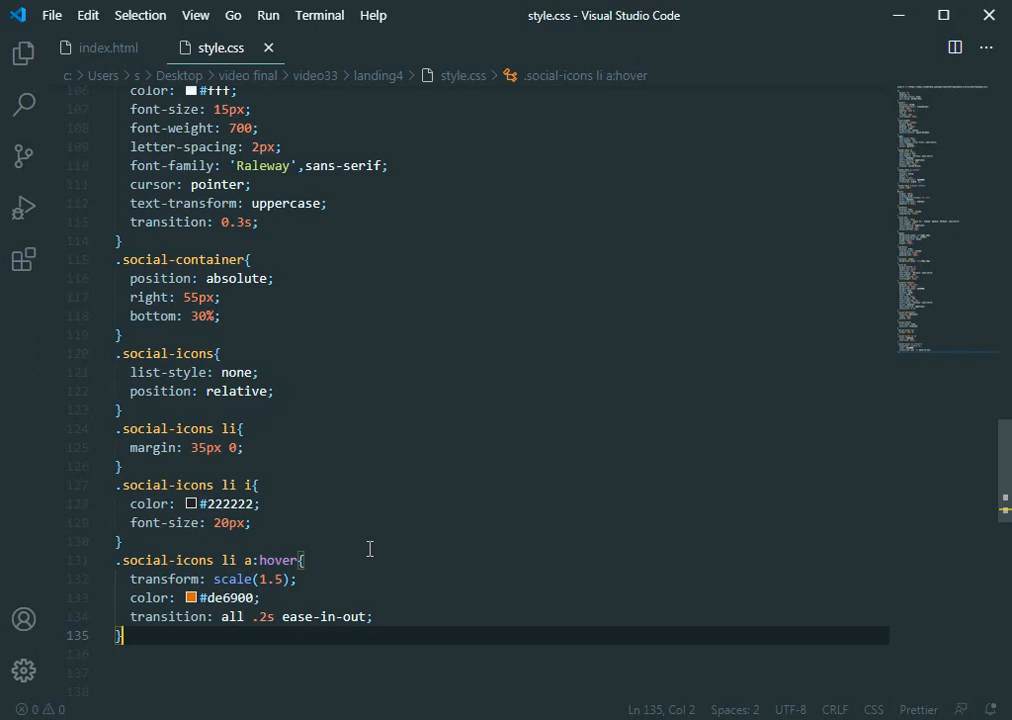 File Edit Selection View Go Run Terminal Help style.css - Visual Studio Code
index.html style.css
c: > Users > s > Desktop > video final > video33 > landing4 > style.css > .social-icons li a:hover
106 color: #fff;
107 font-size: 15px;
108 font-weight: 700;
109 letter-spacing: 2px;
110 font-family: 'Raleway',sans-serif;
111 cursor: pointer;
112 text-transform: uppercase;
113 transition: 0.3s;
114 }
115 .social-container{
116 position: absolute;
117 right: 55px;
118 bottom: 30%;
119 }
120 .social-icons{
121 list-style: none;
122 position: relative;
123 }
124 .social-icons li{
125 margin: 35px 0;
126 }
127 .social-icons li i{
128 color: #222222;
129 font-size: 20px;
130 }
131 .social-icons li a:hover{
132 transform: scale(1.5);
133 color: #de6900;
134 transition: all .2s ease-in-out;
135 }
136
137
138
0 0 Ln 135, Col 2 Spaces: 2 UTF-8 CRLF CSS Prettier